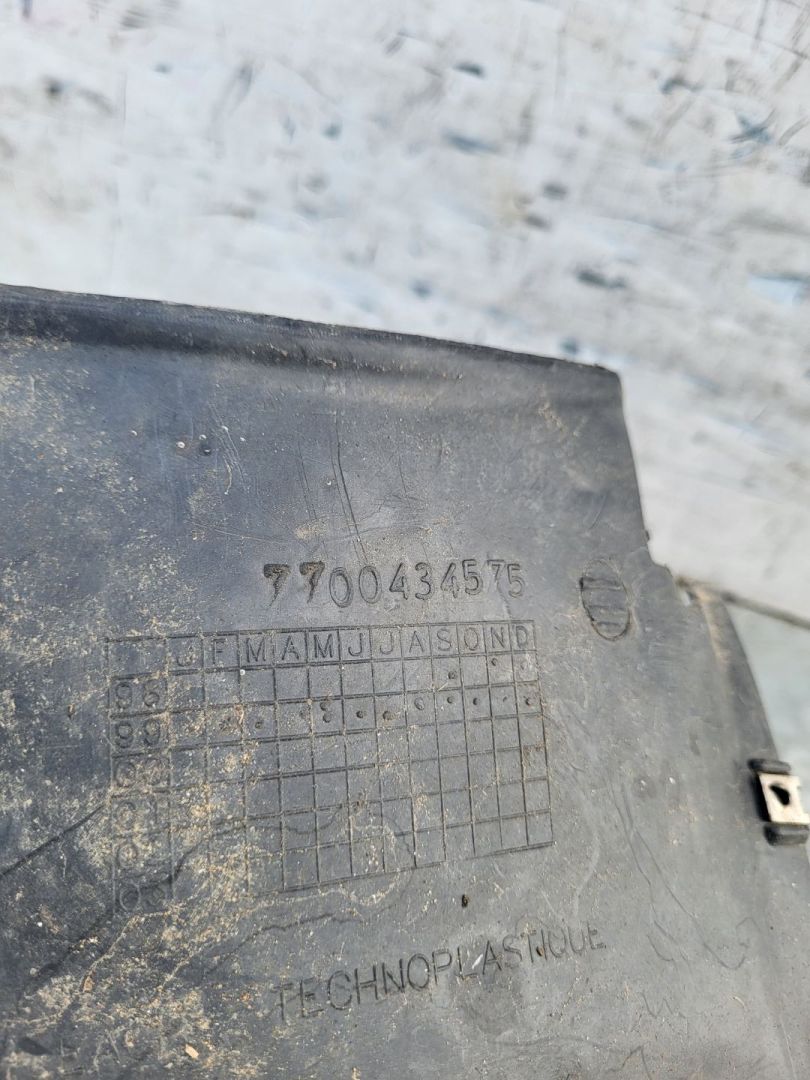 7700434575
J F M A M J J A S O N D
98
99
TECHNOPLASTIQUE